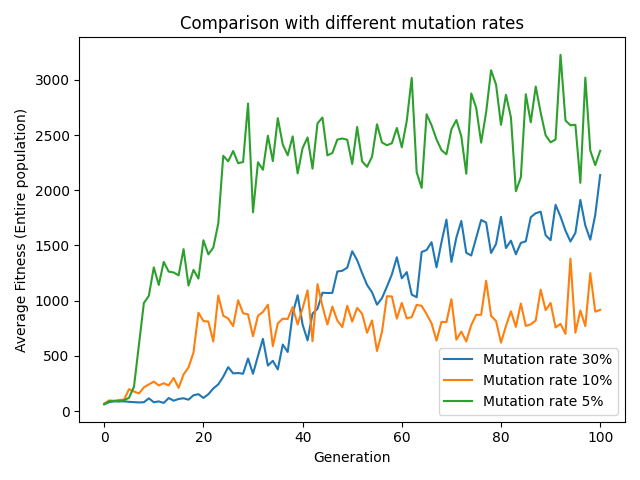 Comparison with different mutation rates
Average Fitness (Entire population)
3000
2500
2000
1500
1000
500
0
0 20 40 60 80 100
Generation
Mutation rate 30%
Mutation rate 10%
Mutation rate 5%